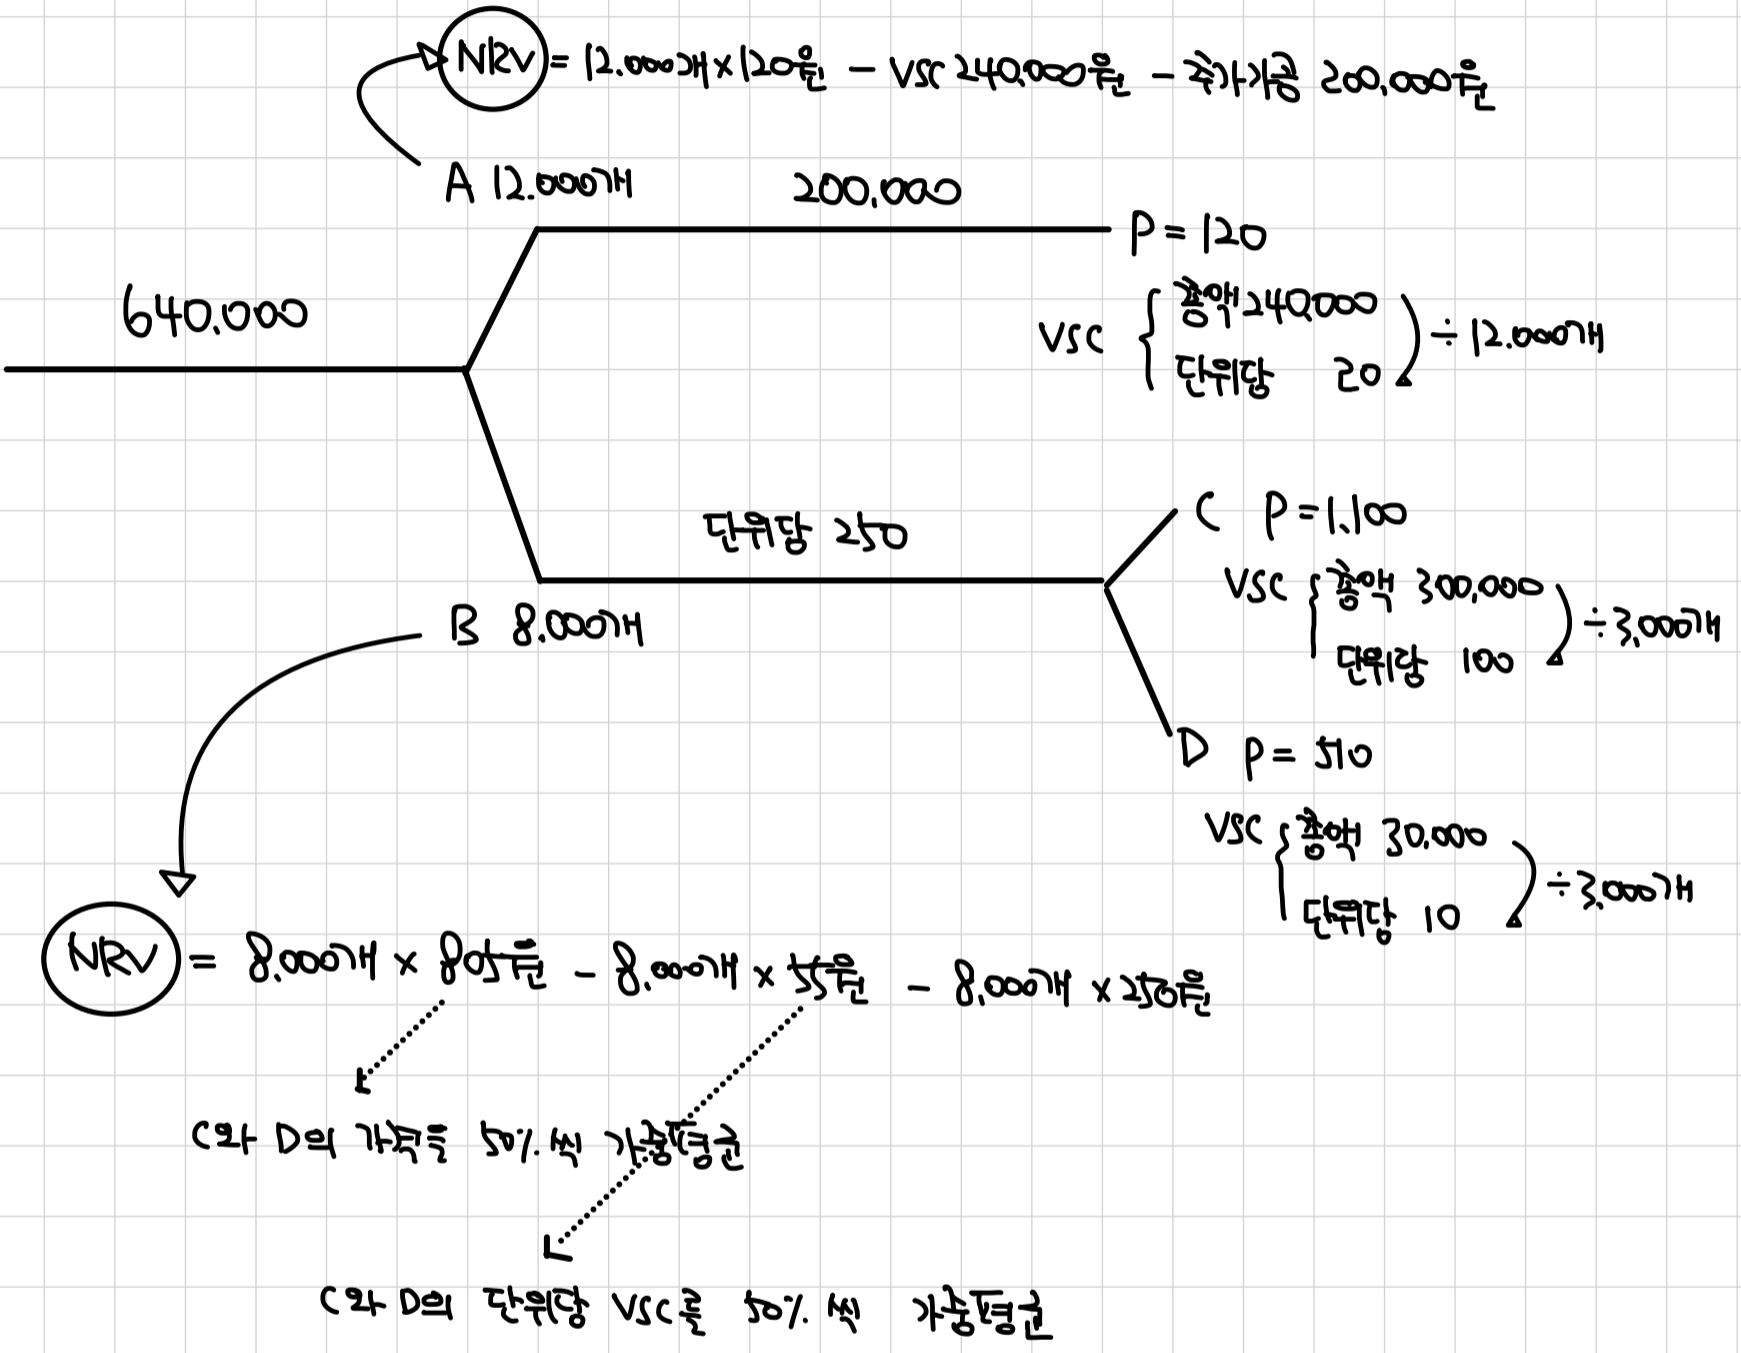 NRV = 12.000개 × 120원 - VSC 240.000원 - 추가가공 200.000원
A 12.000개
200.000
P = 120
640.000
VSC
총액 240.000
단위당 20
÷ 12.000개
단위당 250
C P = 1.100
VSC
총액 300.000
단위당 100
÷ 3.000개
B 8.000개
D P = 510
VSC
총액 30.000
단위당 10
÷ 3.000개
NRV = 8.000개 × 805원 - 8.000개 × 55원 - 8.000개 × 250원
C와 D의 가격을 50% 씩 가중평균
C와 D의 단위당 VSC를 50% 씩 가중평균